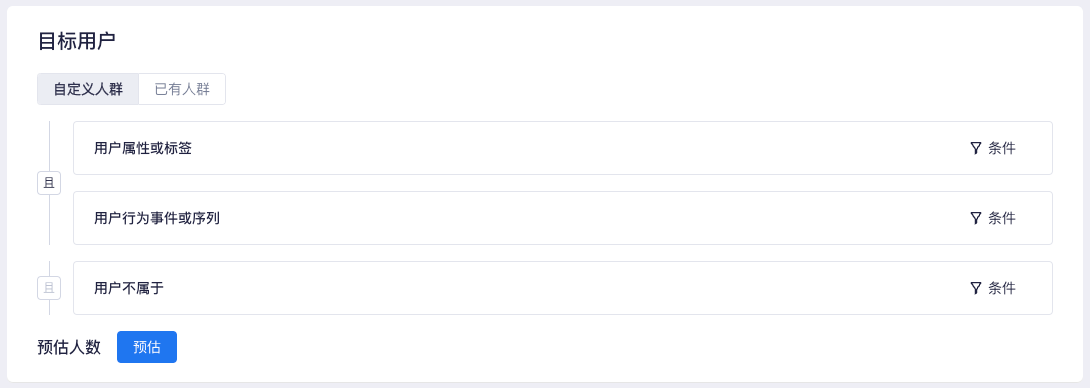 目标用户
自定义人群 已有人群
用户属性或标签 条件
且
用户行为事件或序列 条件
且 用户不属于 条件
预估人数 预估